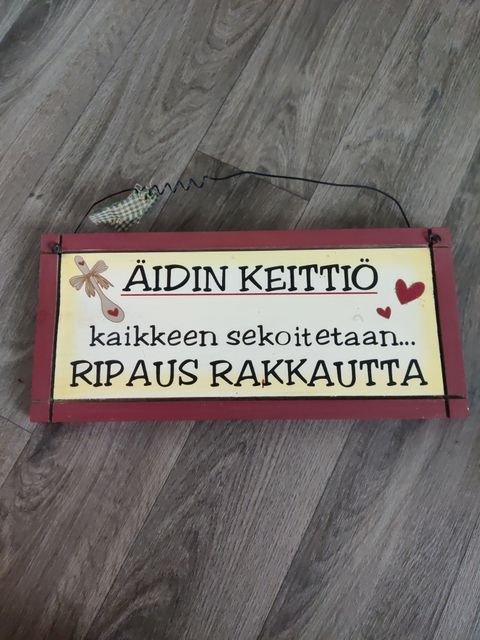 ÄIDIN KEITTIÖ
kaikkeen sekoitetaan...
RIPAUS RAKKAUTTA